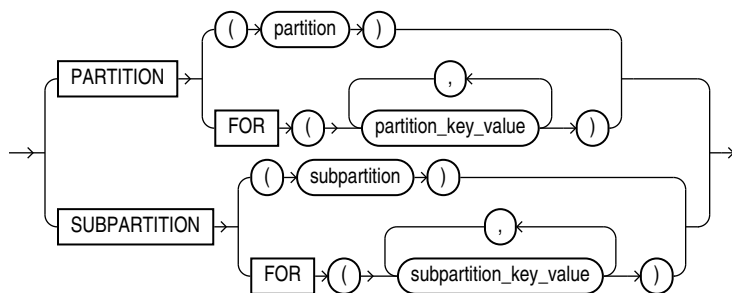 ( partition )
,
PARTITION
FOR ( partition_key_value )
( subpartition )
,
SUBPARTITION
FOR ( subpartition_key_value )